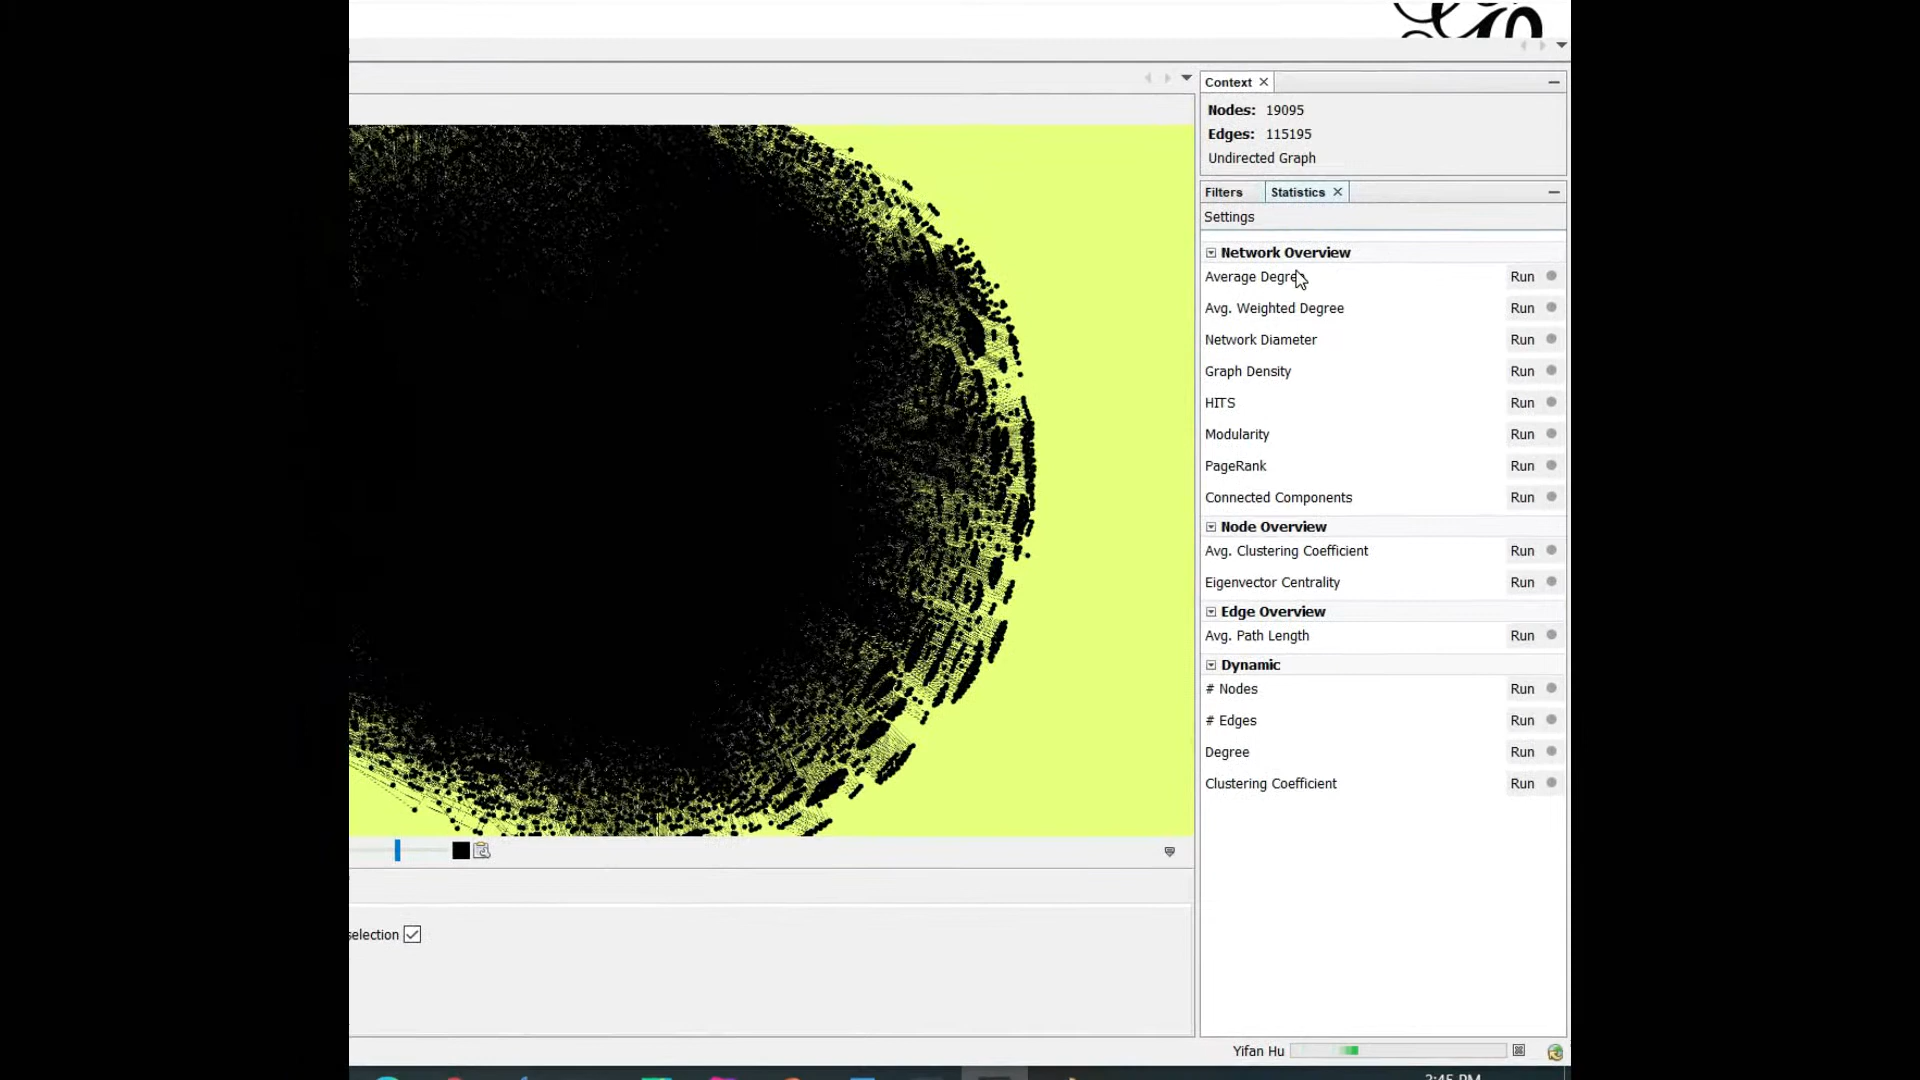 Context
Nodes: 19095
Edges: 115195
Undirected Graph
Filters Statistics
Settings
Network Overview
Average Degree Run
Avg. Weighted Degree Run
Network Diameter Run
Graph Density Run
HITS Run
Modularity Run
PageRank Run
Connected Components Run
Node Overview
Avg. Clustering Coefficient Run
Eigenvector Centrality Run
Edge Overview
Avg. Path Length Run
Dynamic
# Nodes Run
# Edges Run
Degree Run
Clustering Coefficient Run
selection
Yifan Hu